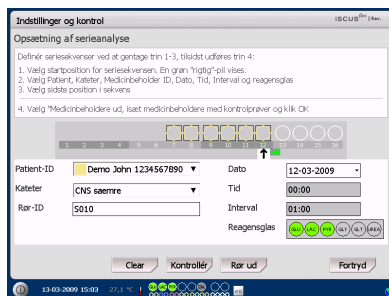 Indstillinger og kontrol
ISCUSflex | Rev.
Opsætning af serieanalyse
Definér seriesekvenser ved at gentage trin 1-3, tilsidst udføres trin 4:
1. Vælg startposition for seriesekvensen. En grøn "rigtig"-pil vises.
2. Vælg Patient, Kateter, Medicinbeholder ID, Dato, Tid, Interval og reagensglas
3. Vælg sidste position i sekvens
4. Vælg 'Medicinbeholdere ud, isæt medicinbeholdere med kontrolprøver og klik OK
1 2 3 4 5 6 7 8 9 10 11 12 13 14 15 16
Patient-ID Demo John 1234567890 Dato 12-03-2009
Kateter CNS saemre Tid 00:00
Rør-ID S010 Interval 01:00
Reagensglas GLU LAC PYR GLY GLT UREA
Clear Kontrollér Rør ud Fortryd
13-03-2009 15:03 27,1 °C